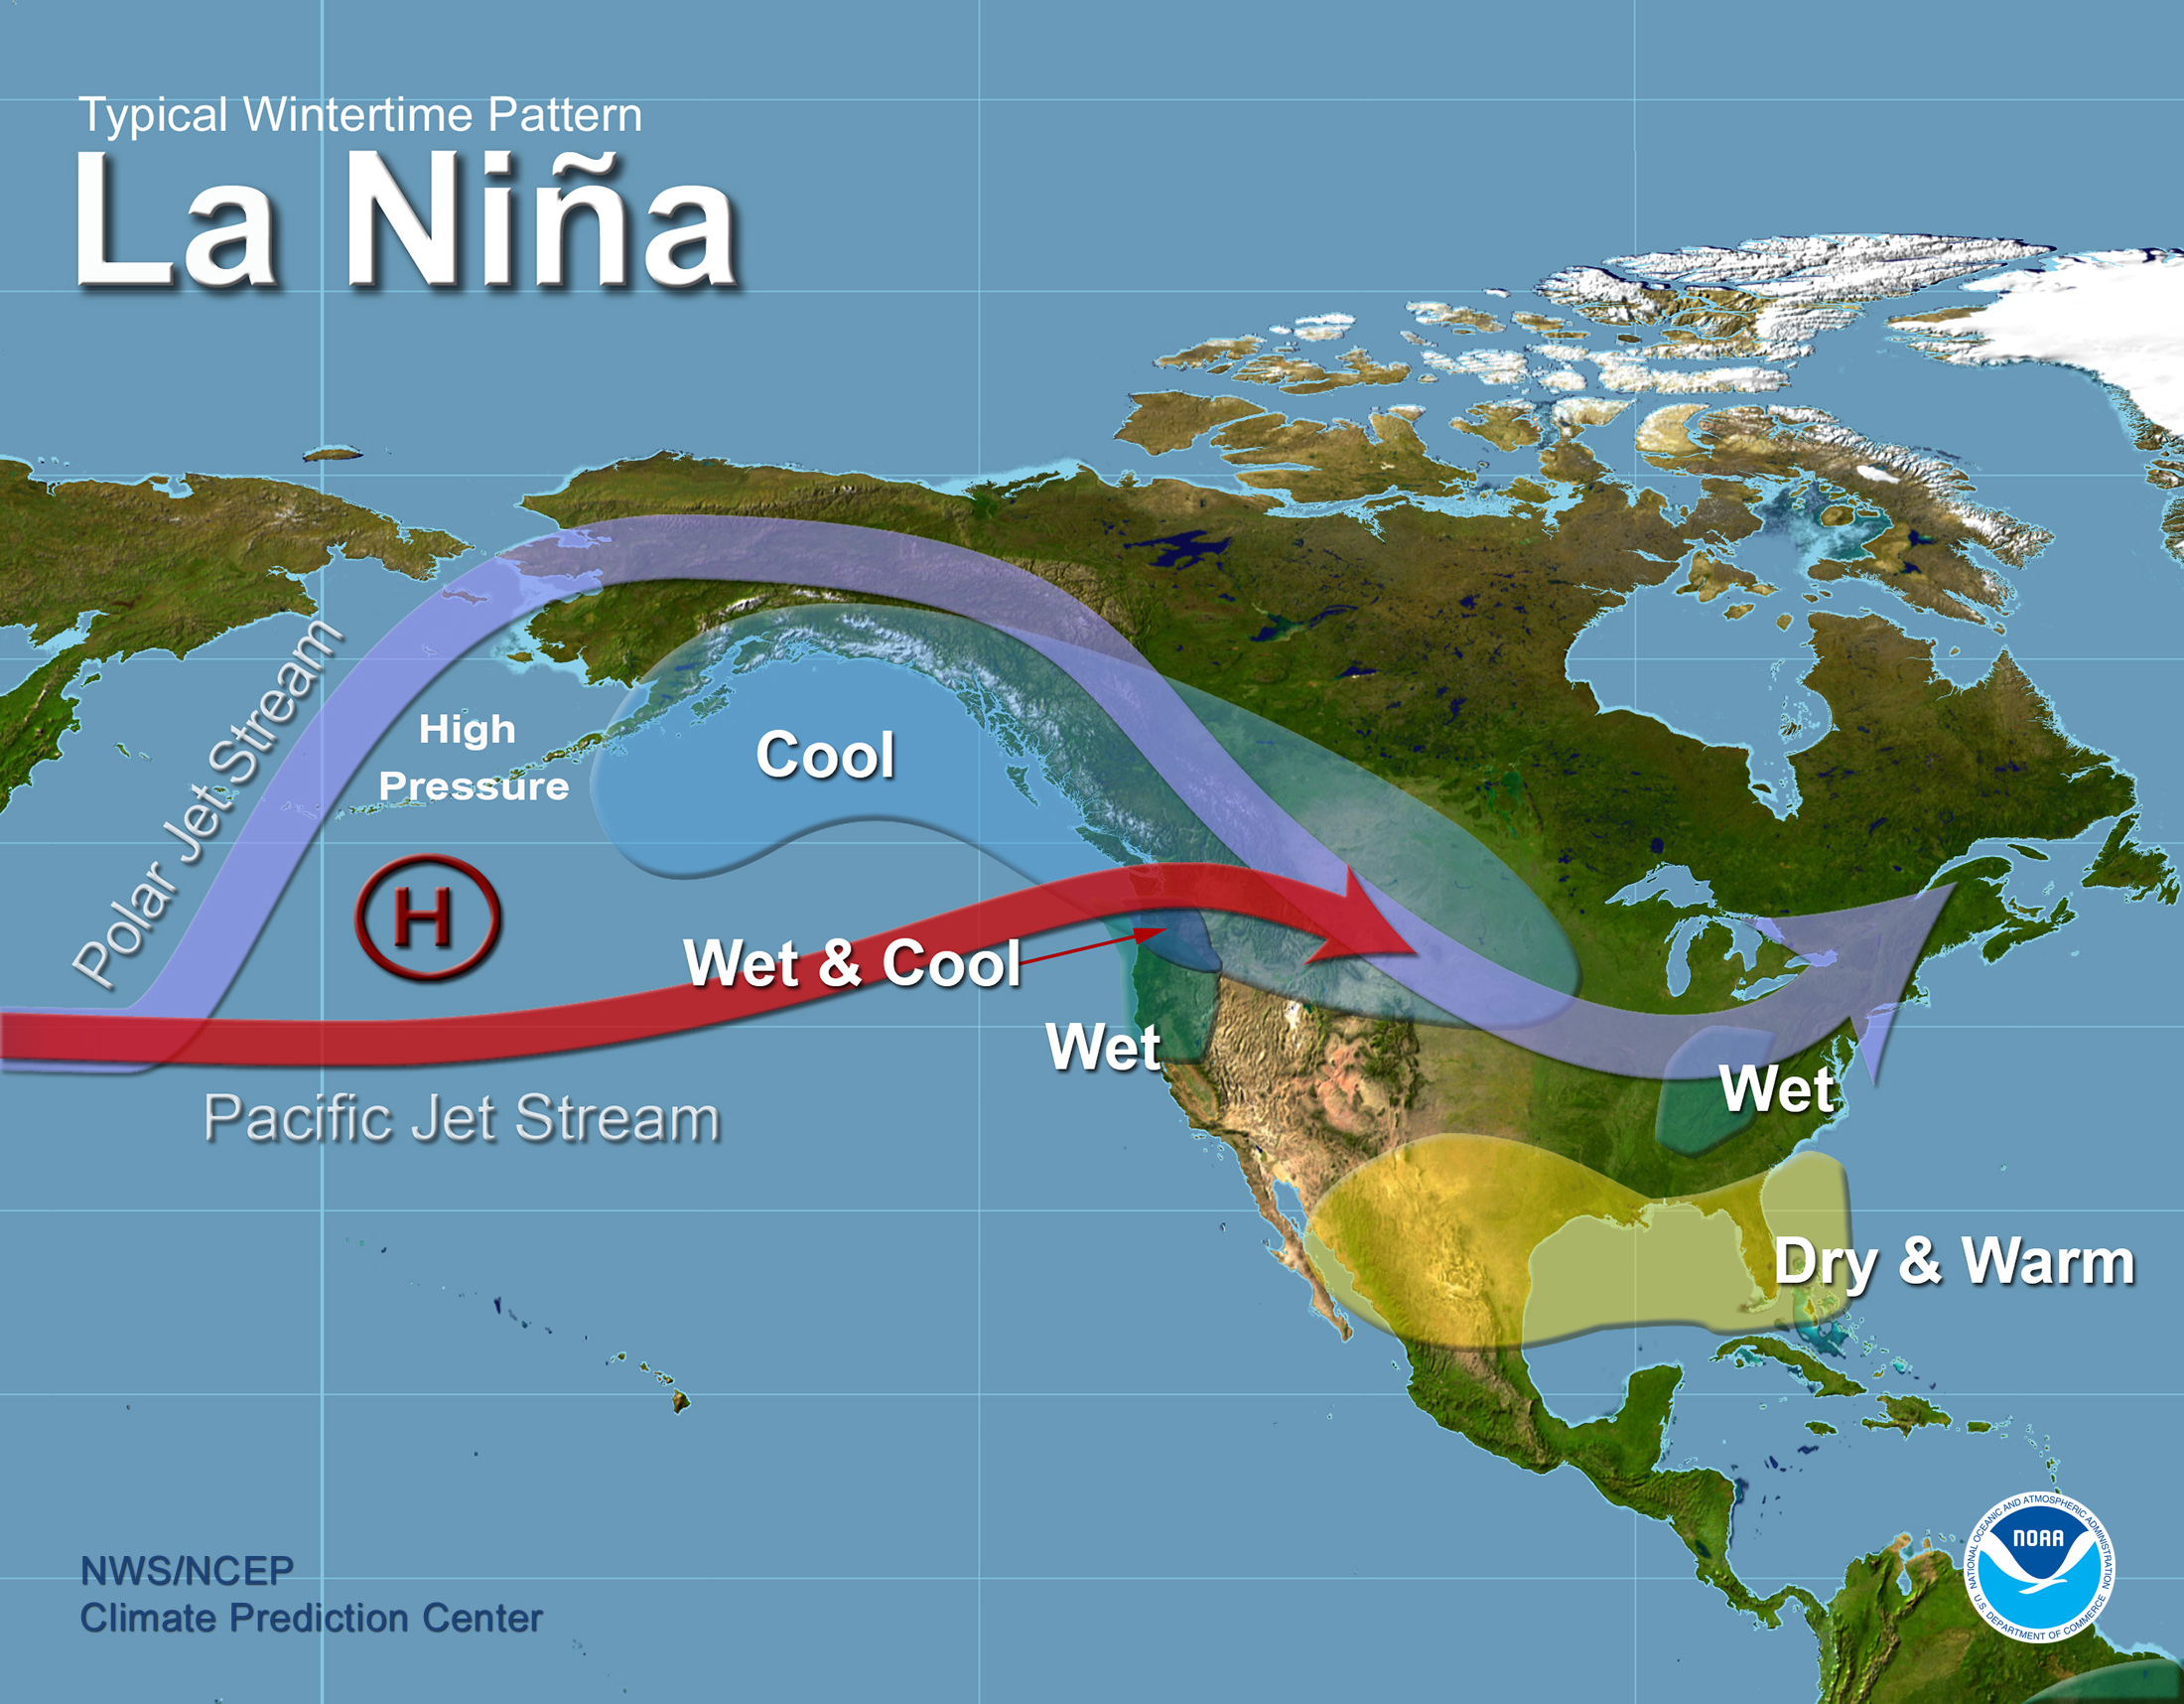 Typical Wintertime Pattern
La Niña
Polar Jet Stream
High
Pressure
H
Cool
Wet & Cool
Wet
Wet
Pacific Jet Stream
Dry & Warm
NWS/NCEP
Climate Prediction Center
NOAA
NATIONAL OCEANIC AND ATMOSPHERIC ADMINISTRATION
U.S. DEPARTMENT OF COMMERCE